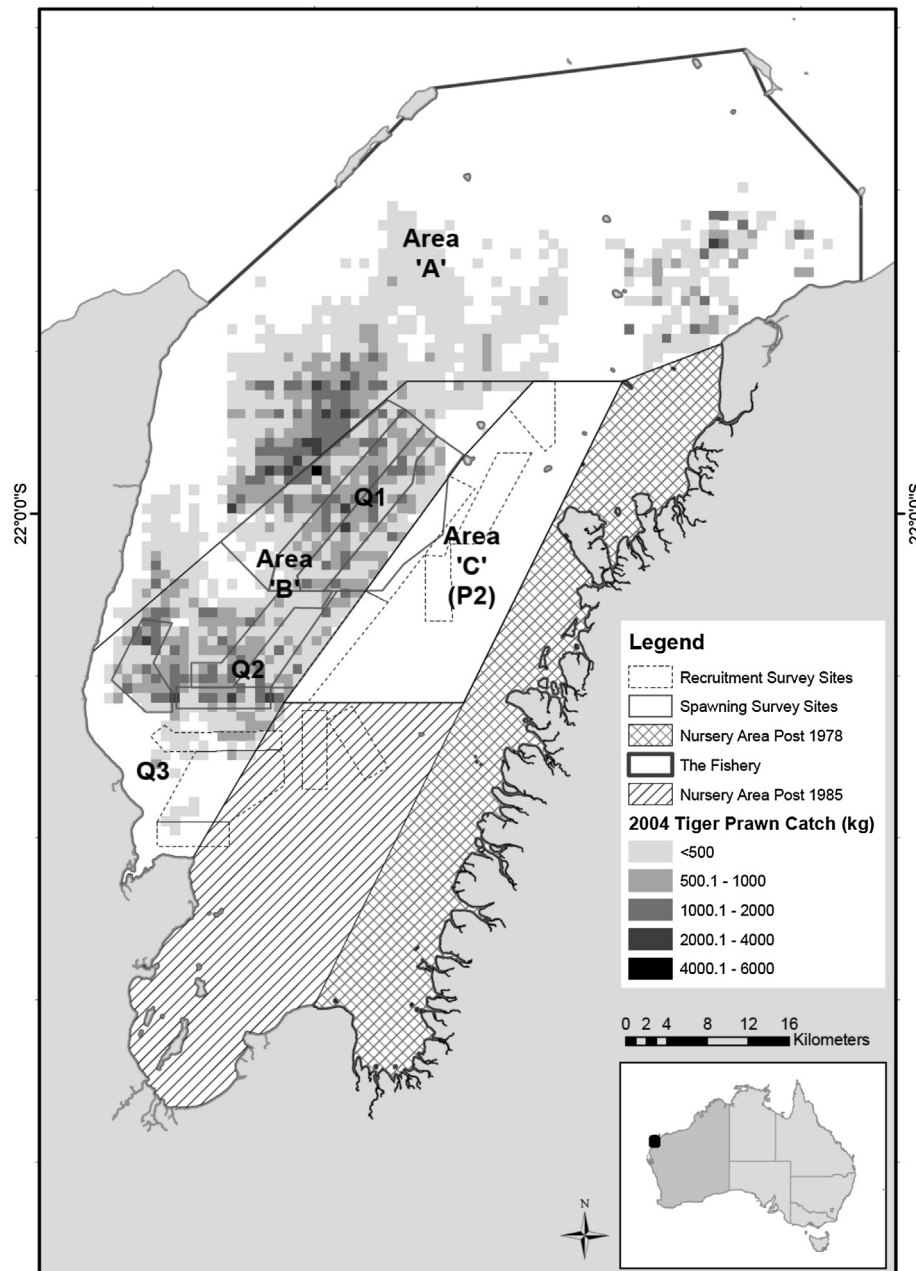 Area
'A'
22°0'0"S
22°0'0"S
Q1
Area
'B'
Area
'C'
(P2)
Q2
Q3
Legend
Recruitment Survey Sites
Spawning Survey Sites
Nursery Area Post 1978
The Fishery
Nursery Area Post 1985
2004 Tiger Prawn Catch (kg)
<500
500.1 - 1000
1000.1 - 2000
2000.1 - 4000
4000.1 - 6000
0 2 4 8 12 16
Kilometers
N